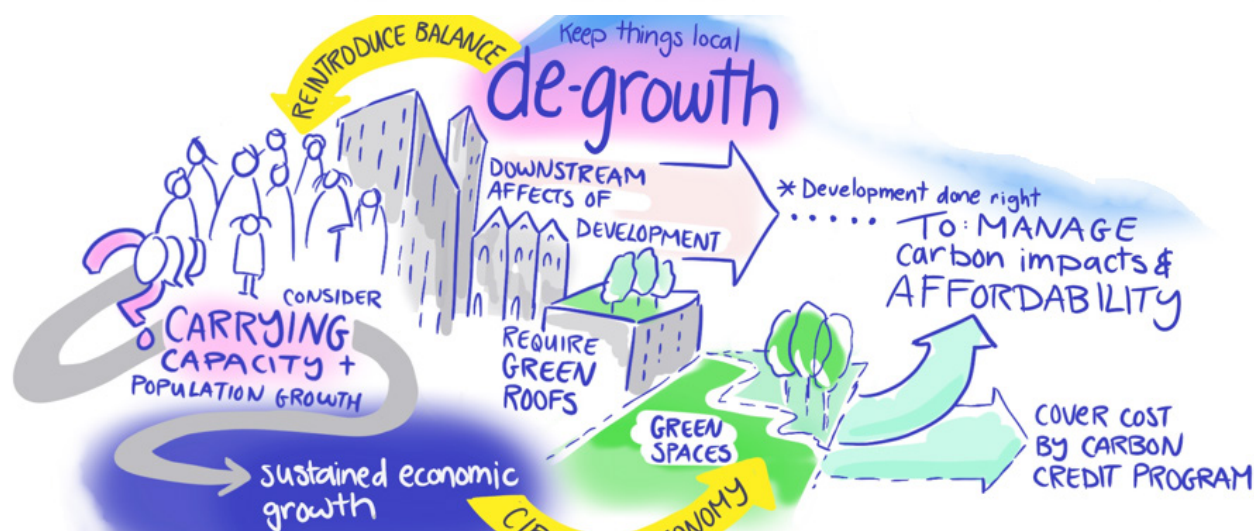 REINTRODUCE BALANCE
Keep things local
de-growth
DOWNSTREAM
AFFECTS OF
DEVELOPMENT
* Development done right
.....
TO: MANAGE
carbon impacts &
AFFORDABILITY
?
CONSIDER
CARRYING
CAPACITY +
POPULATION GROWTH
REQUIRE
GREEN
ROOFS
GREEN
SPACES
COVER COST
BY CARBON
CREDIT PROGRAM
sustained economic
growth